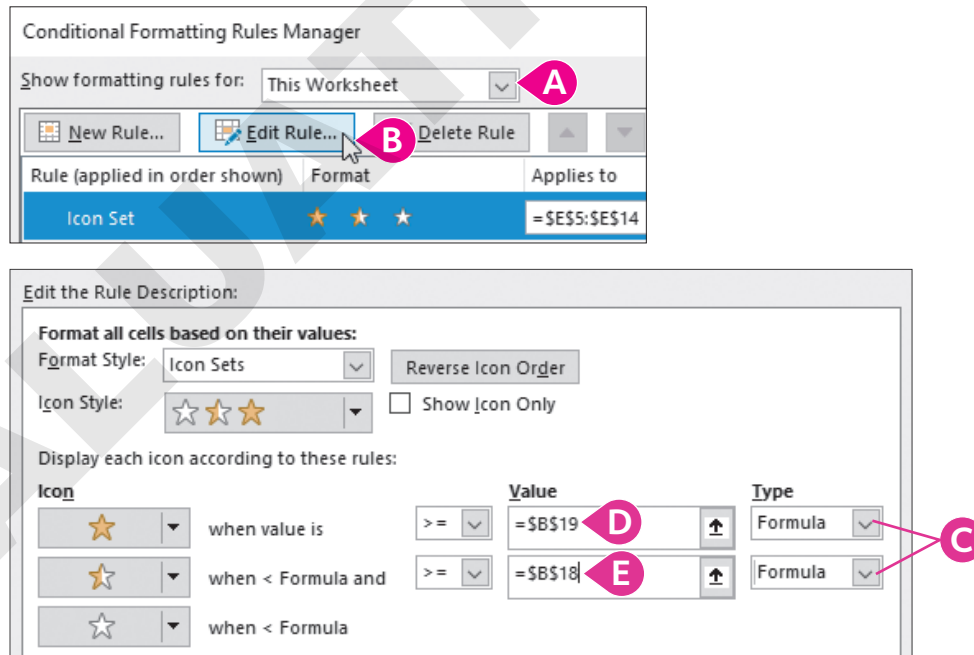 Conditional Formatting Rules Manager
Show formatting rules for: This Worksheet A
New Rule... Edit Rule... B Delete Rule
Rule (applied in order shown) Format Applies to
Icon Set =$E$5:$E$14
Edit the Rule Description:
Format all cells based on their values:
Format Style: Icon Sets Reverse Icon Order
Icon Style: Show Icon Only
Display each icon according to these rules:
Icon Value Type
when value is >= =$B$19 D Formula
C
when < Formula and >= =$B$18 E Formula
when < Formula